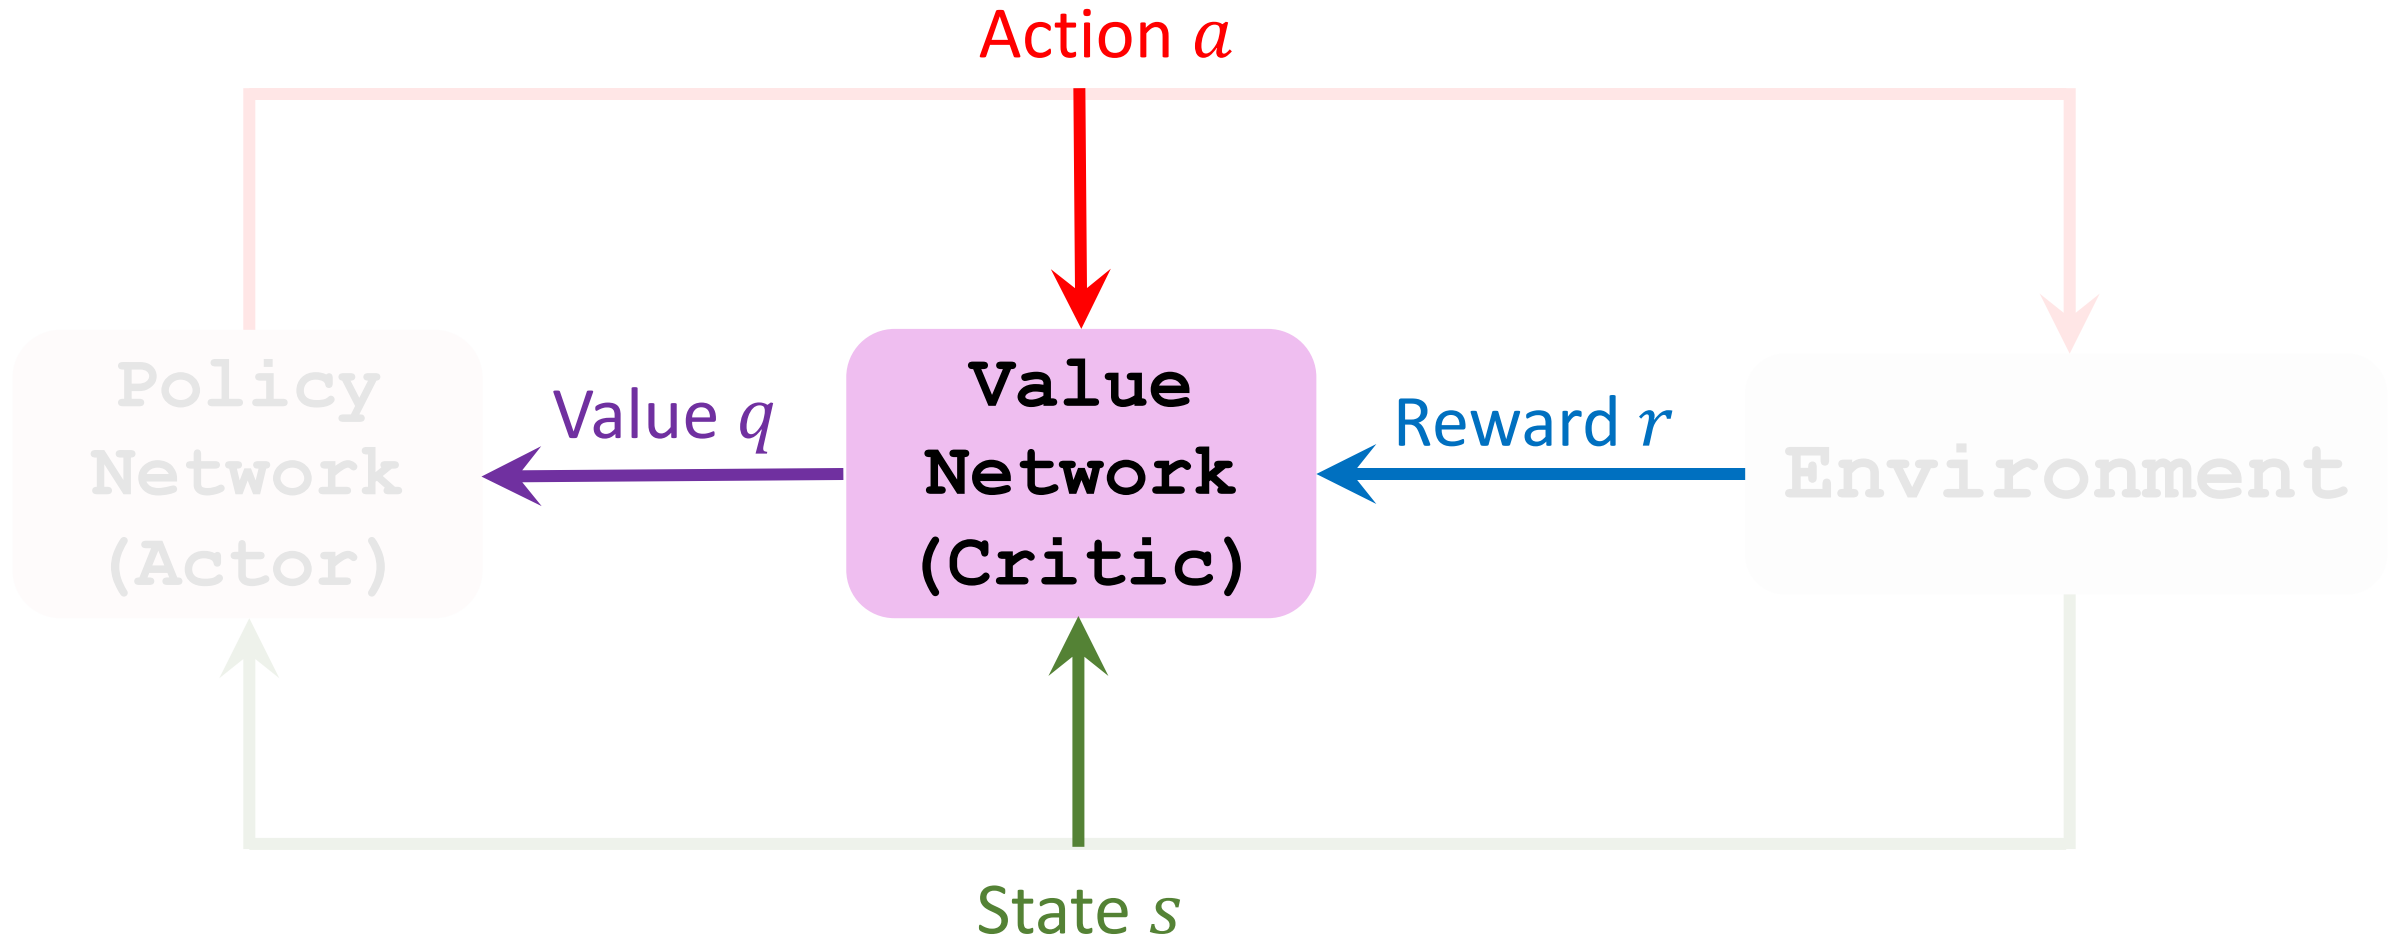 Action a
Policy
Network
(Actor)
Value q
Value
Network
(Critic)
Reward r
Environment
State s